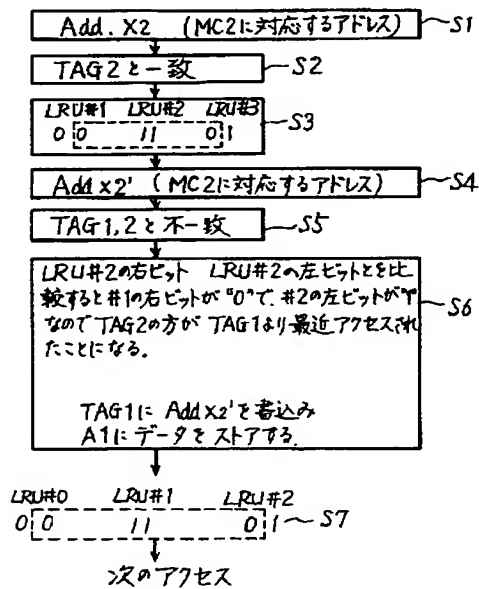 Add. X2 (MC2に対応するアドレス) S1
TAG2と一致 S2
LRU#1 LRU#2 LRU#3
0 0 11 0 1 S3
Add X2' (MC2に対応するアドレス) S4
TAG1,2と不一致 S5
LRU#2の右ビット LRU#2の左ビットとを比
較すると#1の右ビットが"0"で.#2の左ビットが"1"
なのでTAG2の方がTAG1より最近アクセスされ
たことになる。
S6
TAG1に Add X2'を書込み
A1にデータをストアする.
LRU#0 LRU#1 LRU#2
0 0 11 0 1 S7
次のアクセス